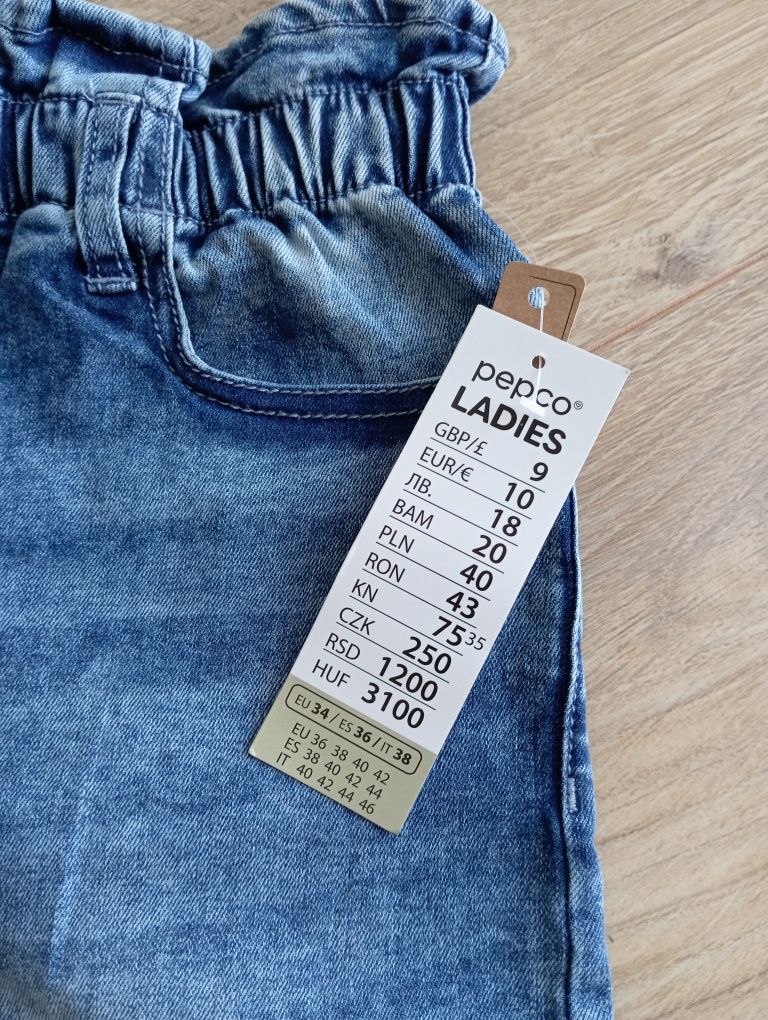 pepco®
LADIES
GBP/£ 9
EUR/€ 10
ЛВ. 18
BAM 20
PLN 40
RON 43
KN 75 35
CZK 250
RSD 1200
HUF 3100
EU 34 / ES 36 / IT 38
EU 36 38 40 42
ES 38 40 42 44
IT 40 42 44 46